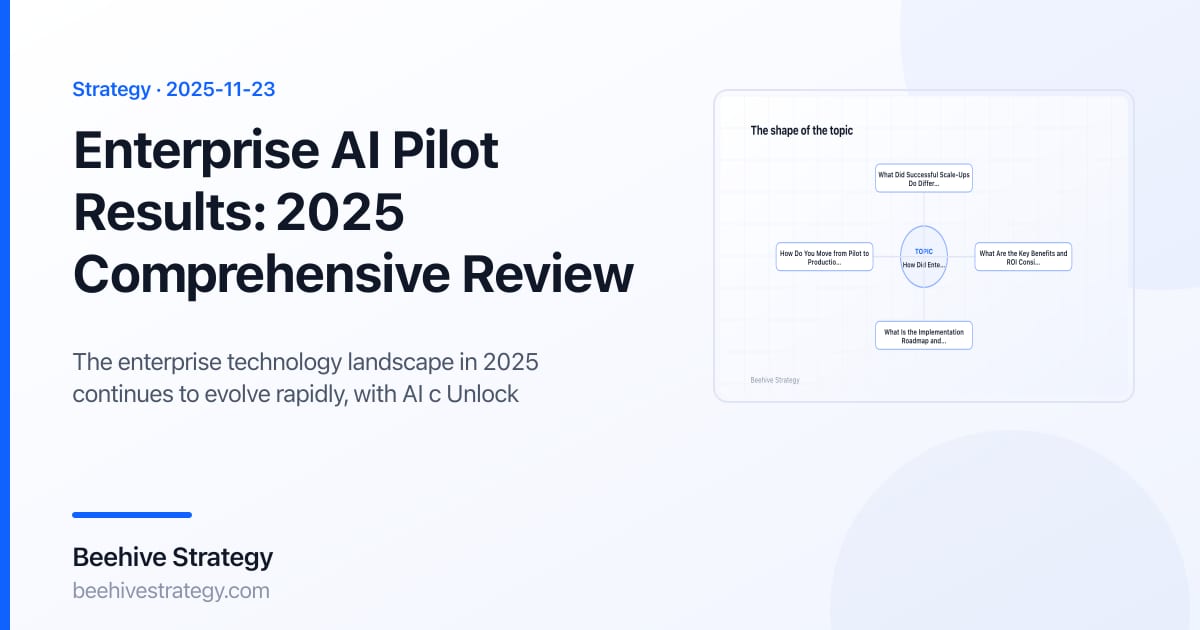 Strategy · 2025-11-23
Enterprise AI Pilot
Results: 2025
Comprehensive Review
The enterprise technology landscape in 2025
continues to evolve rapidly, with AI c Unlock
Beehive Strategy
beehivestrategy.com
The shape of the topic
What Did Successful Scale-Ups
Do Differ...
How Do You Move from Pilot to
Productio...
TOPIC
How Did Ente...
What Are the Key Benefits and
ROI Consi...
What Is the Implementation
Roadmap and...
Beehive Strategy